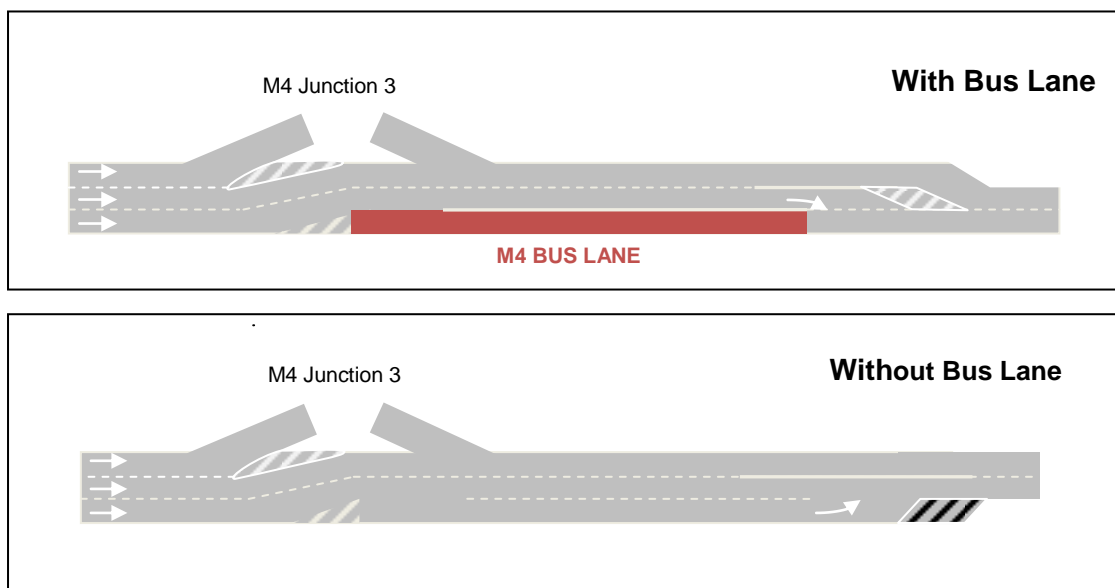 With Bus Lane
M4 Junction 3
M4 BUS LANE
Without Bus Lane
M4 Junction 3